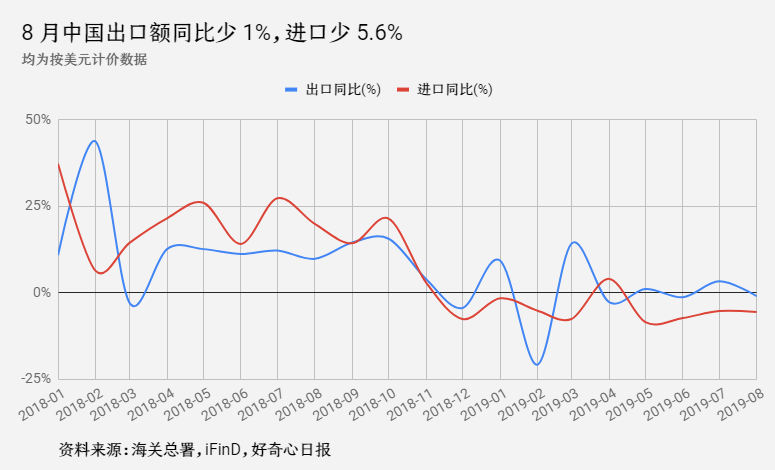 8 月中国出口额同比少 1%，进口少 5.6%
均为按美元计价数据
出口同比(%) 进口同比(%)
50%
25%
0%
-25%
2018-01 2018-02 2018-03 2018-04 2018-05 2018-06 2018-07 2018-08 2018-09 2018-10 2018-11 2018-12 2019-01 2019-02 2019-03 2019-04 2019-05 2019-06 2019-07 2019-08
资料来源：海关总署，iFinD，好奇心日报